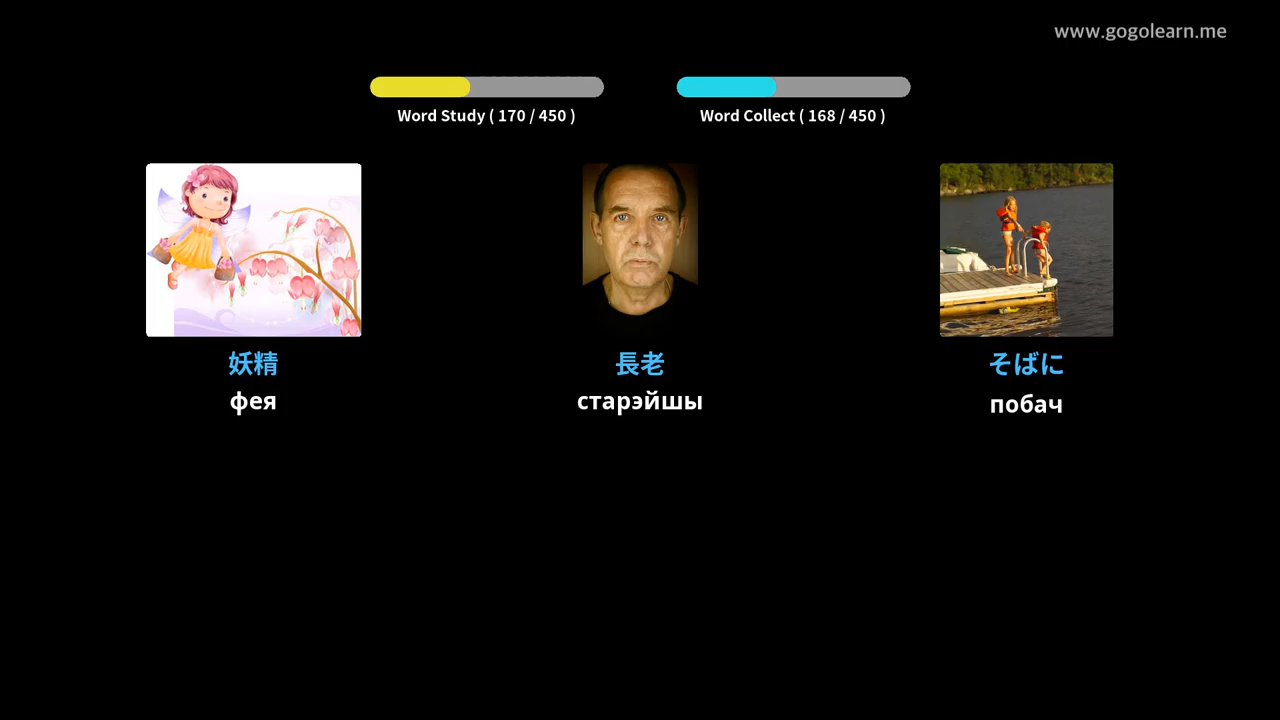 www.gogolearn.me
Word Study ( 170 / 450 )
Word Collect ( 168 / 450 )
妖精
長老
そばに
фея
старэйшы
побач